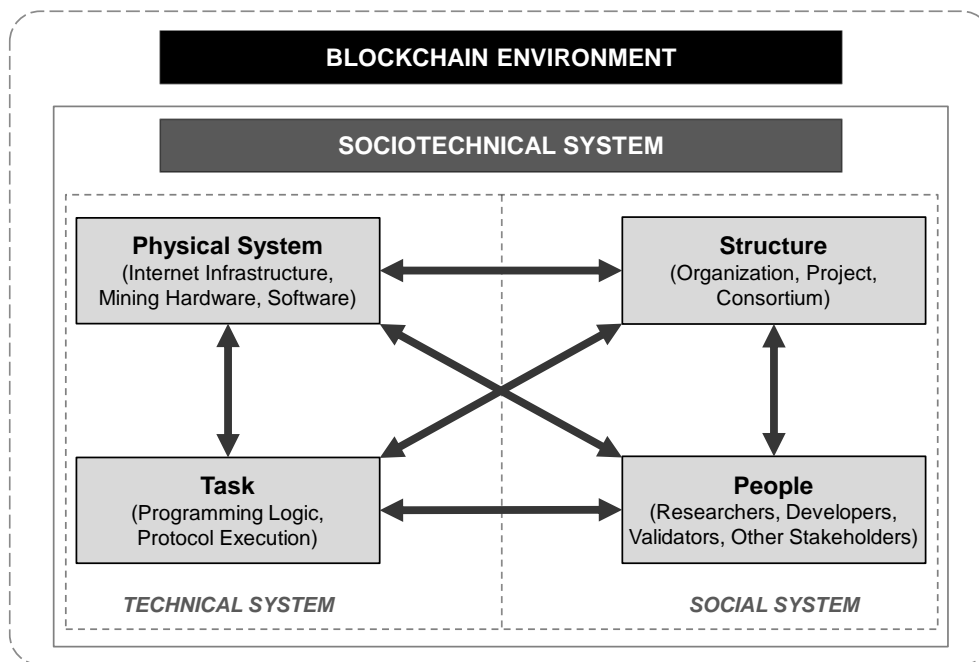 BLOCKCHAIN ENVIRONMENT
SOCIOTECHNICAL SYSTEM
Physical System
(Internet Infrastructure,
Mining Hardware, Software)
Structure
(Organization, Project,
Consortium)
Task
(Programming Logic,
Protocol Execution)
People
(Researchers, Developers,
Validators, Other Stakeholders)
TECHNICAL SYSTEM
SOCIAL SYSTEM